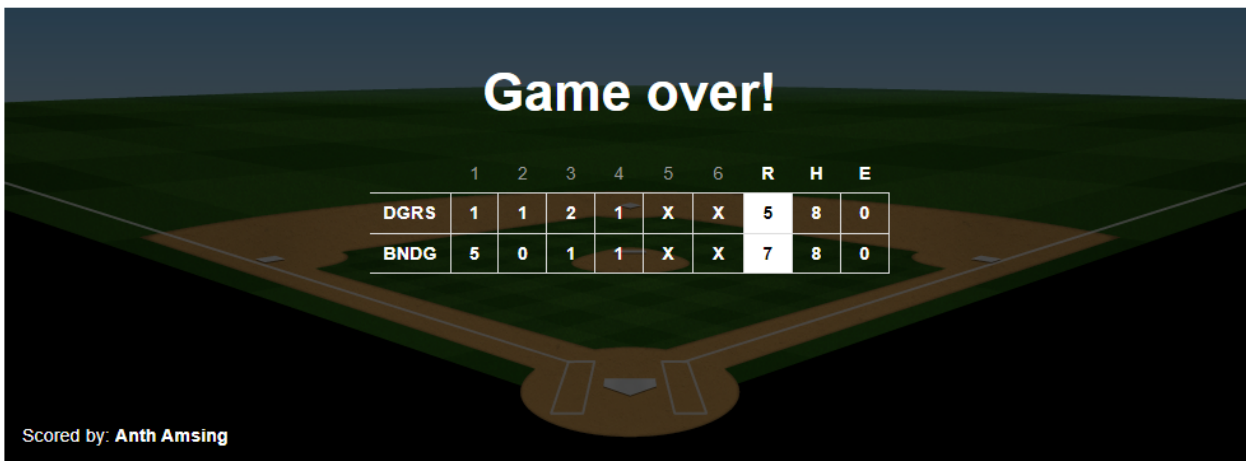 Game over!
1 2 3 4 5 6 R H E
DGRS 1 1 2 1 X X 5 8 0
BNDG 5 0 1 1 X X 7 8 0
Scored by: Anth Amsing